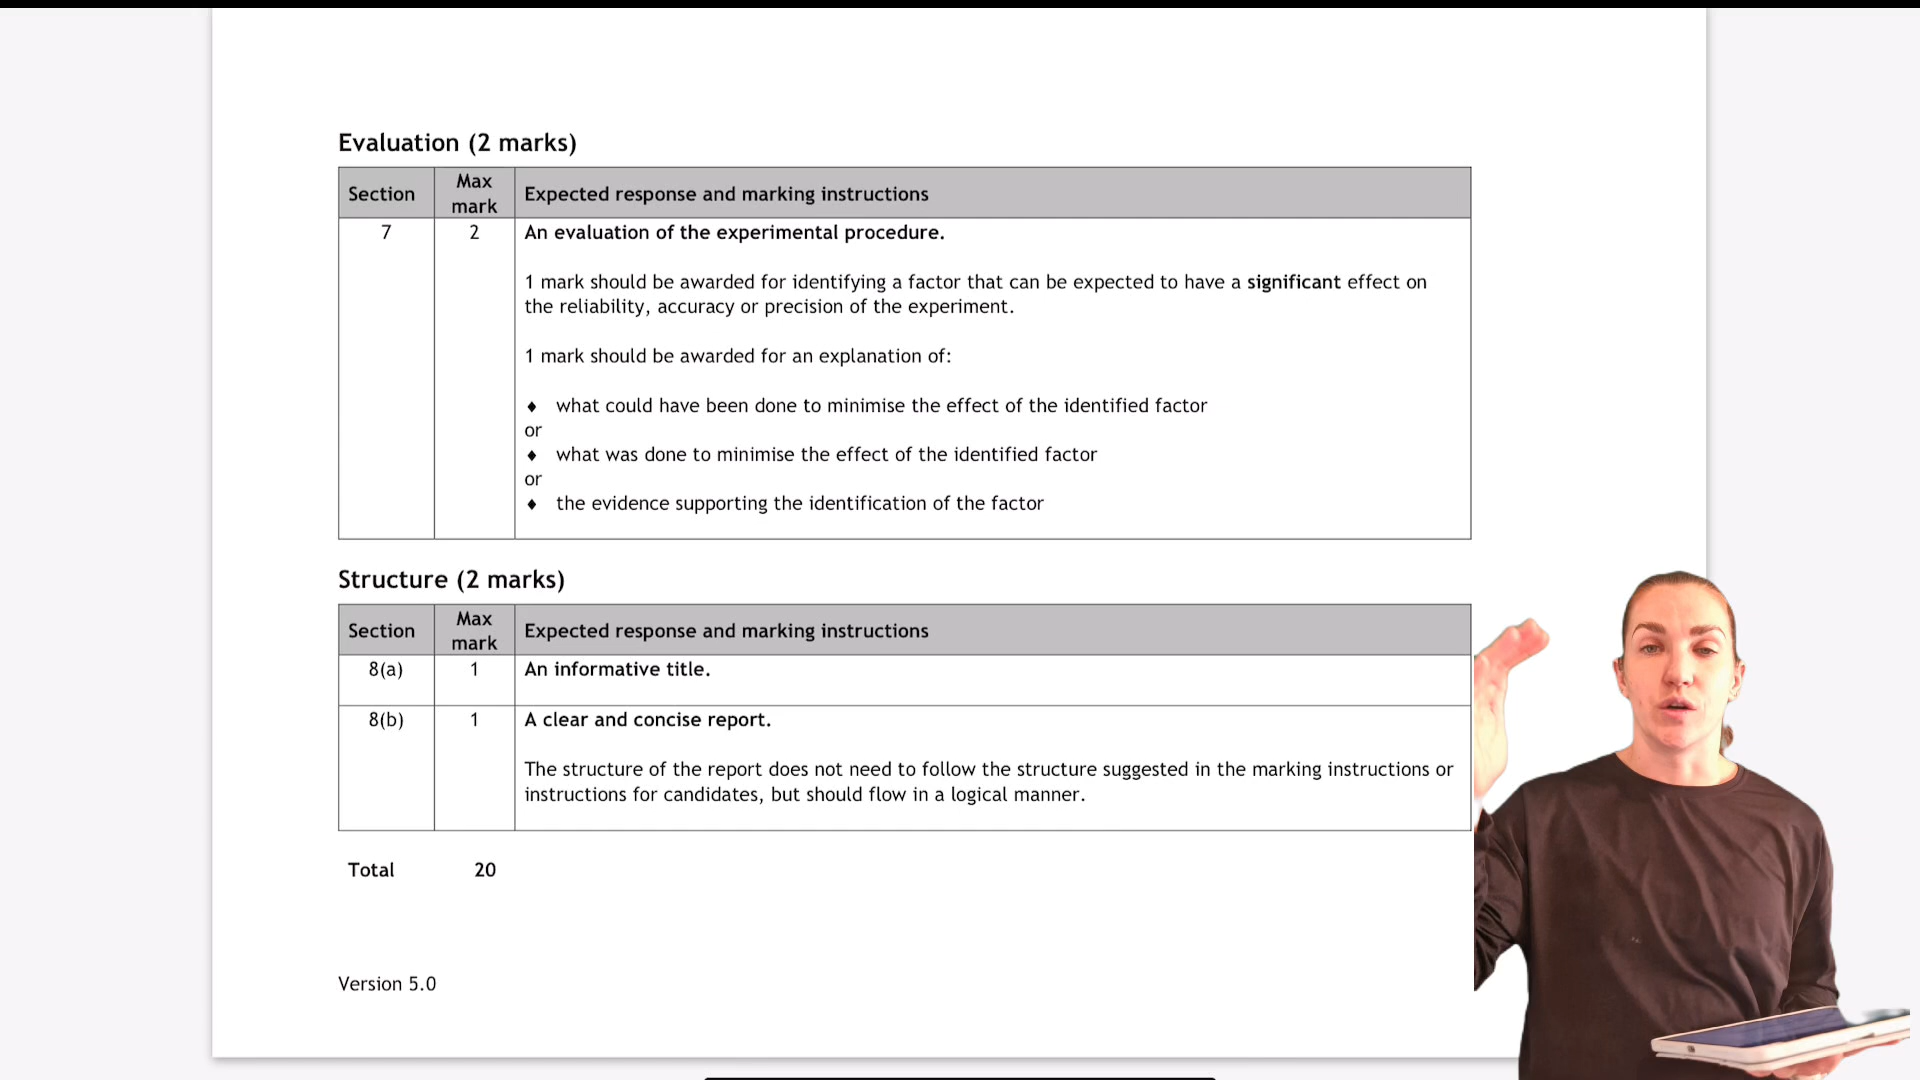 Evaluation (2 marks)
Section
Max
mark
Expected response and marking instructions
7
2
An evaluation of the experimental procedure.
1 mark should be awarded for identifying a factor that can be expected to have a significant effect on
the reliability, accuracy or precision of the experiment.
1 mark should be awarded for an explanation of:
♦ what could have been done to minimise the effect of the identified factor
or
♦ what was done to minimise the effect of the identified factor
or
♦ the evidence supporting the identification of the factor
Structure (2 marks)
Section
Max
mark
Expected response and marking instructions
8(a)
1
An informative title.
8(b)
1
A clear and concise report.
The structure of the report does not need to follow the structure suggested in the marking instructions or
instructions for candidates, but should flow in a logical manner.
Total 20
Version 5.0